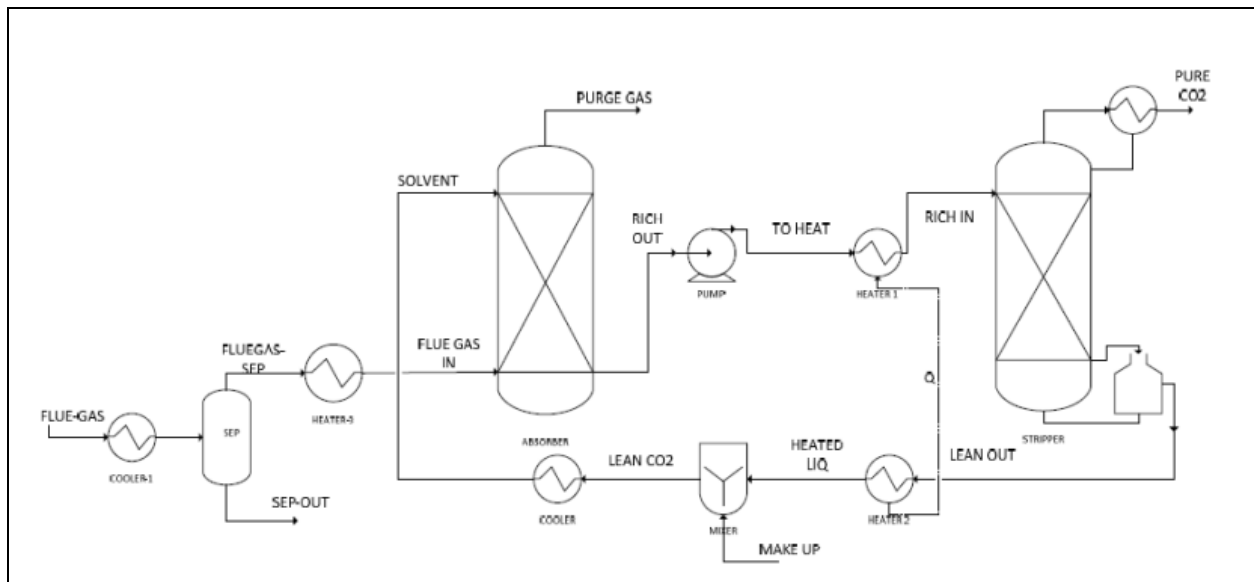 PURE
CO2
PURGE GAS
SOLVENT
RICH
OUT
TO HEAT
RICH IN
PUMP
HEATER 1
FLUE GAS
IN
FLUEGAS-
SEP
HEATER-3
FLUE-GAS
SEP
COOLER-1
SEP-OUT
ABSORBER
Q
STRIPPER
LEAN CO2
HEATED
LIQ
LEAN OUT
COOLER
MIXER
HEATER 2
MAKE UP